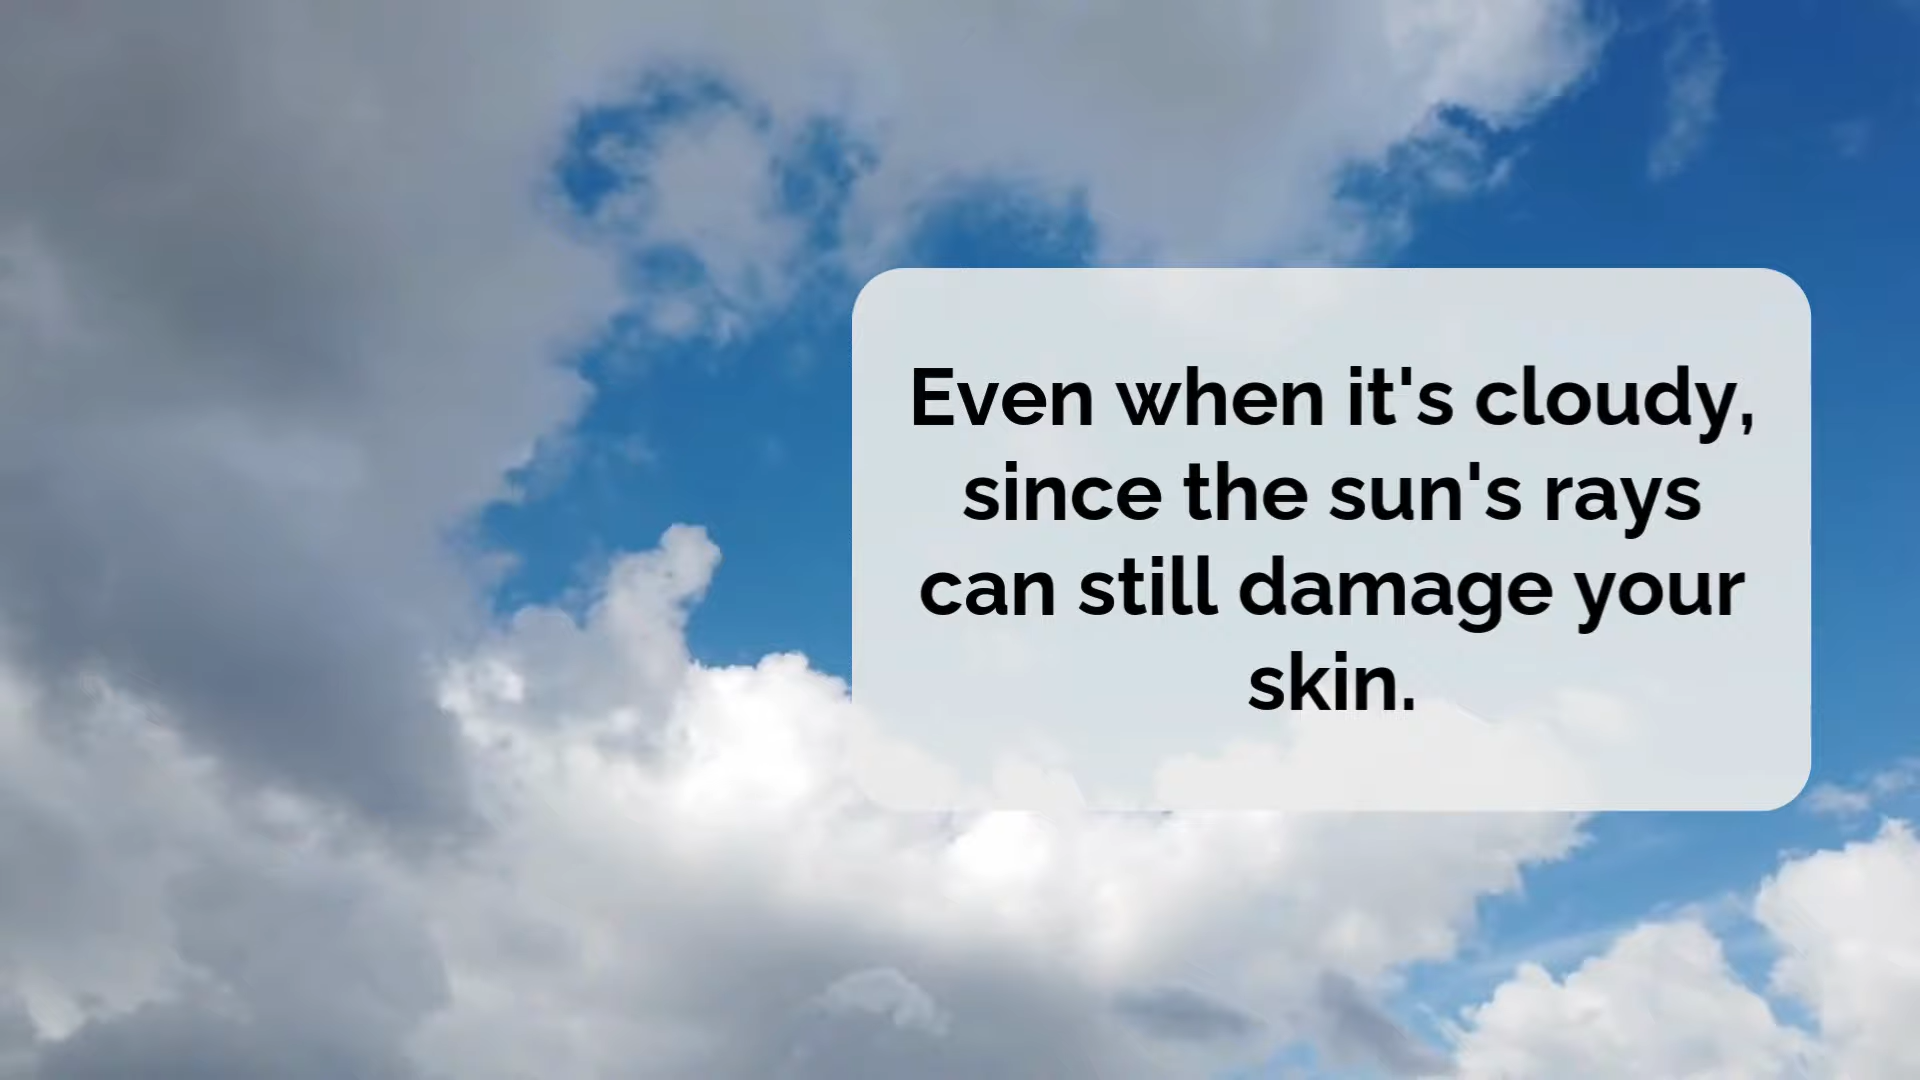 Even when it's cloudy,
since the sun's rays
can still damage your
skin.